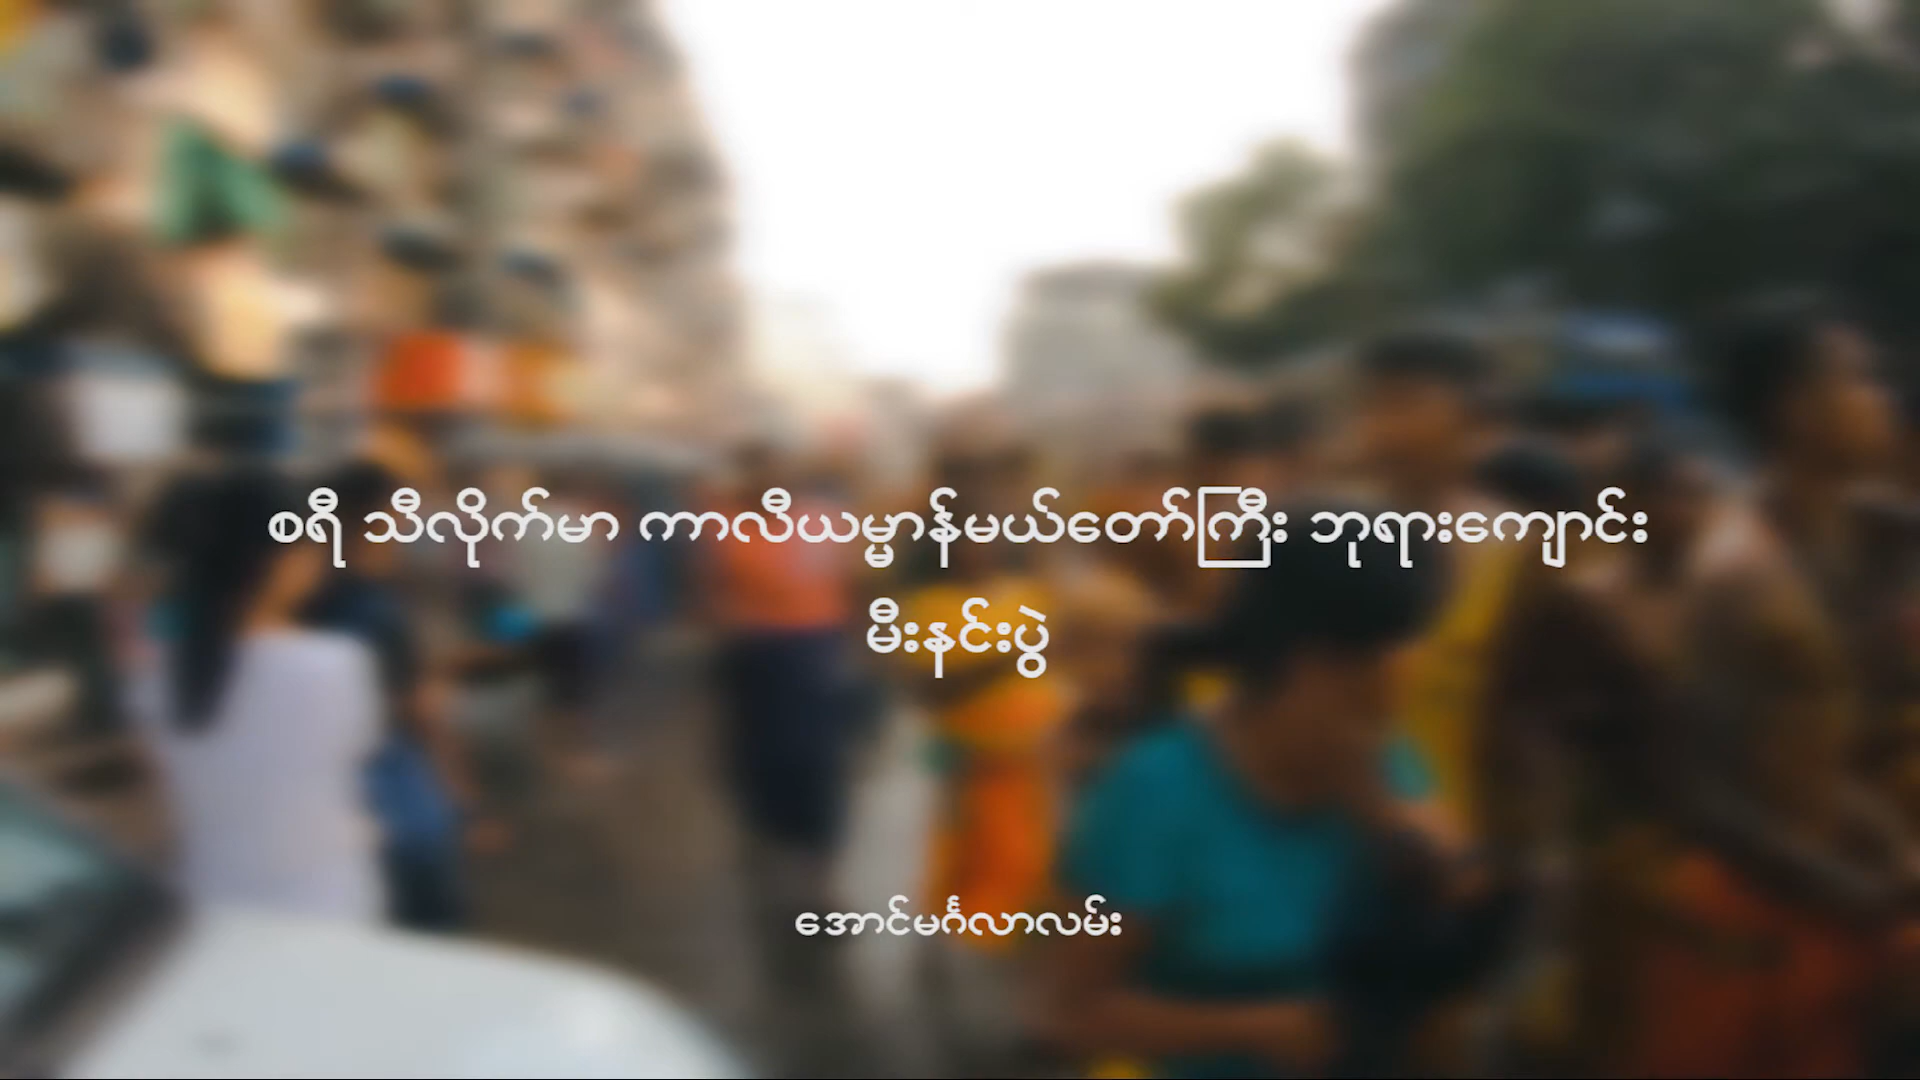 စရီ သီလိုက်မာ ကာလီယမ္မာန်မယ်တော်ကြီး ဘုရားကျောင်း
မီးနင်းပွဲ
အောင်မင်္ဂလာလမ်း